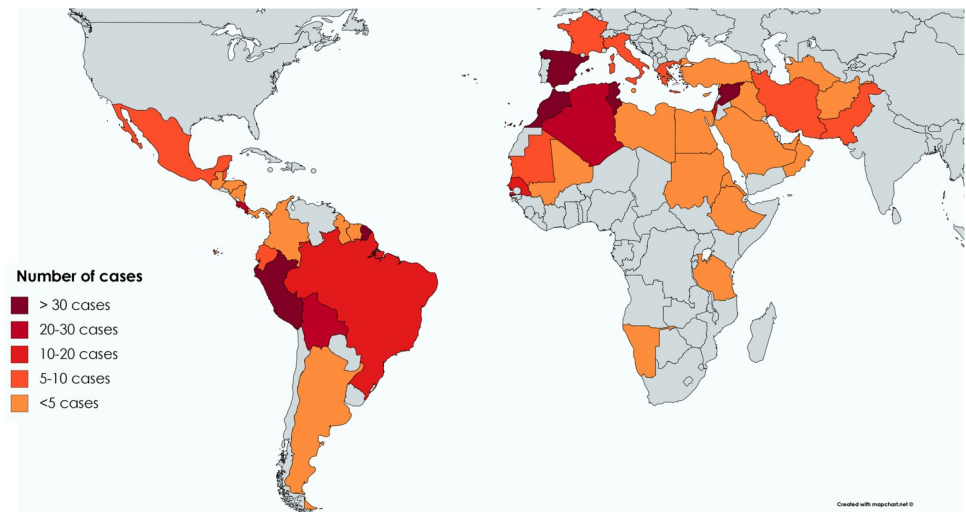 Number of cases
> 30 cases
20-30 cases
10-20 cases
5-10 cases
<5 cases
Created with mapchart.net ©